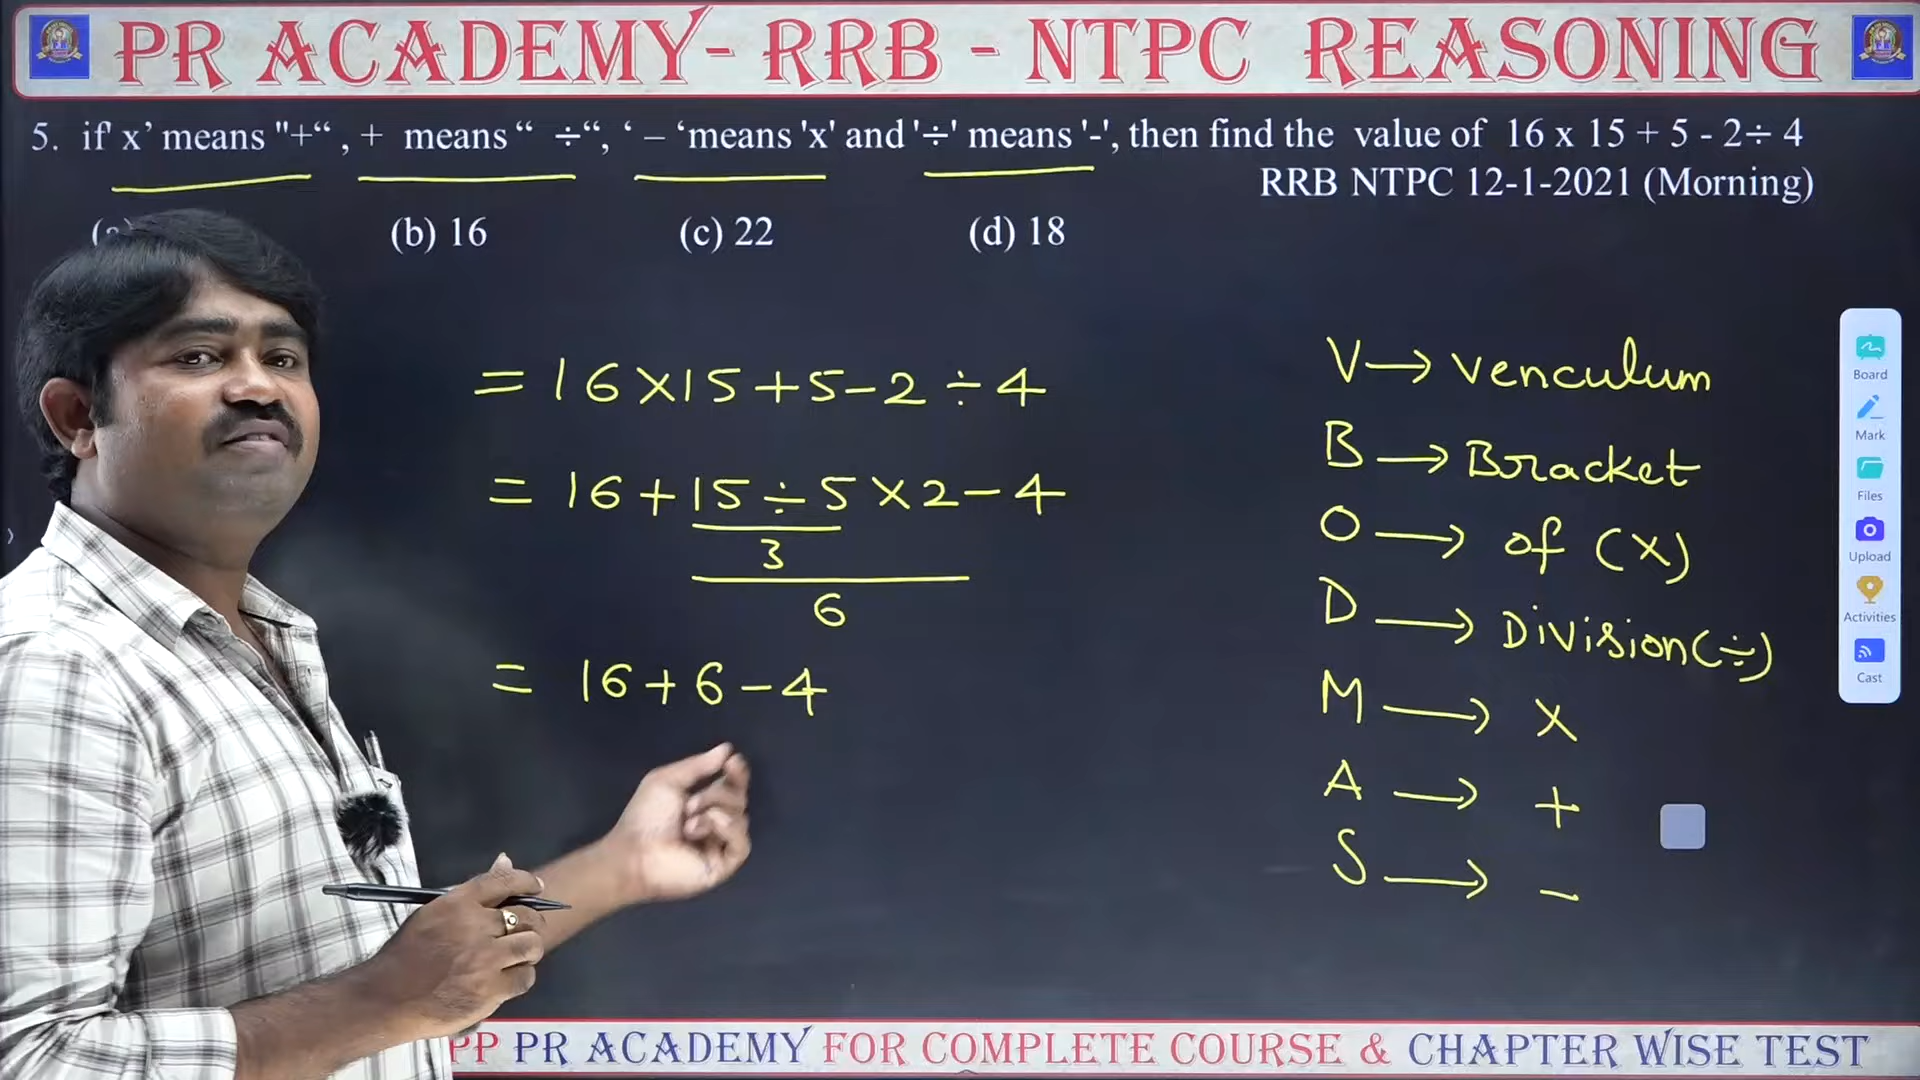 PR ACADEMY- RRB - NTPC REASONING
5. if' x’ means "+“ , + means “ ÷“, ‘ – ‘means 'x' and '÷' means '-', then find the value of 16 x 15 + 5 - 2÷ 4
RRB NTPC 12-1-2021 (Morning)
(b) 16 (c) 22 (d) 18
= 16×15+5-2÷4
= 16+15÷5×2-4
3
6
= 16+6-4
V→ Venculum
B→ Bracket
O→ of (×)
D→ Division(÷)
M→ ×
A→ +
S→ -
Board
Mark
Files
Upload
Activities
Cast
PP PR ACADEMY FOR COMPLETE COURSE & CHAPTER WISE TEST